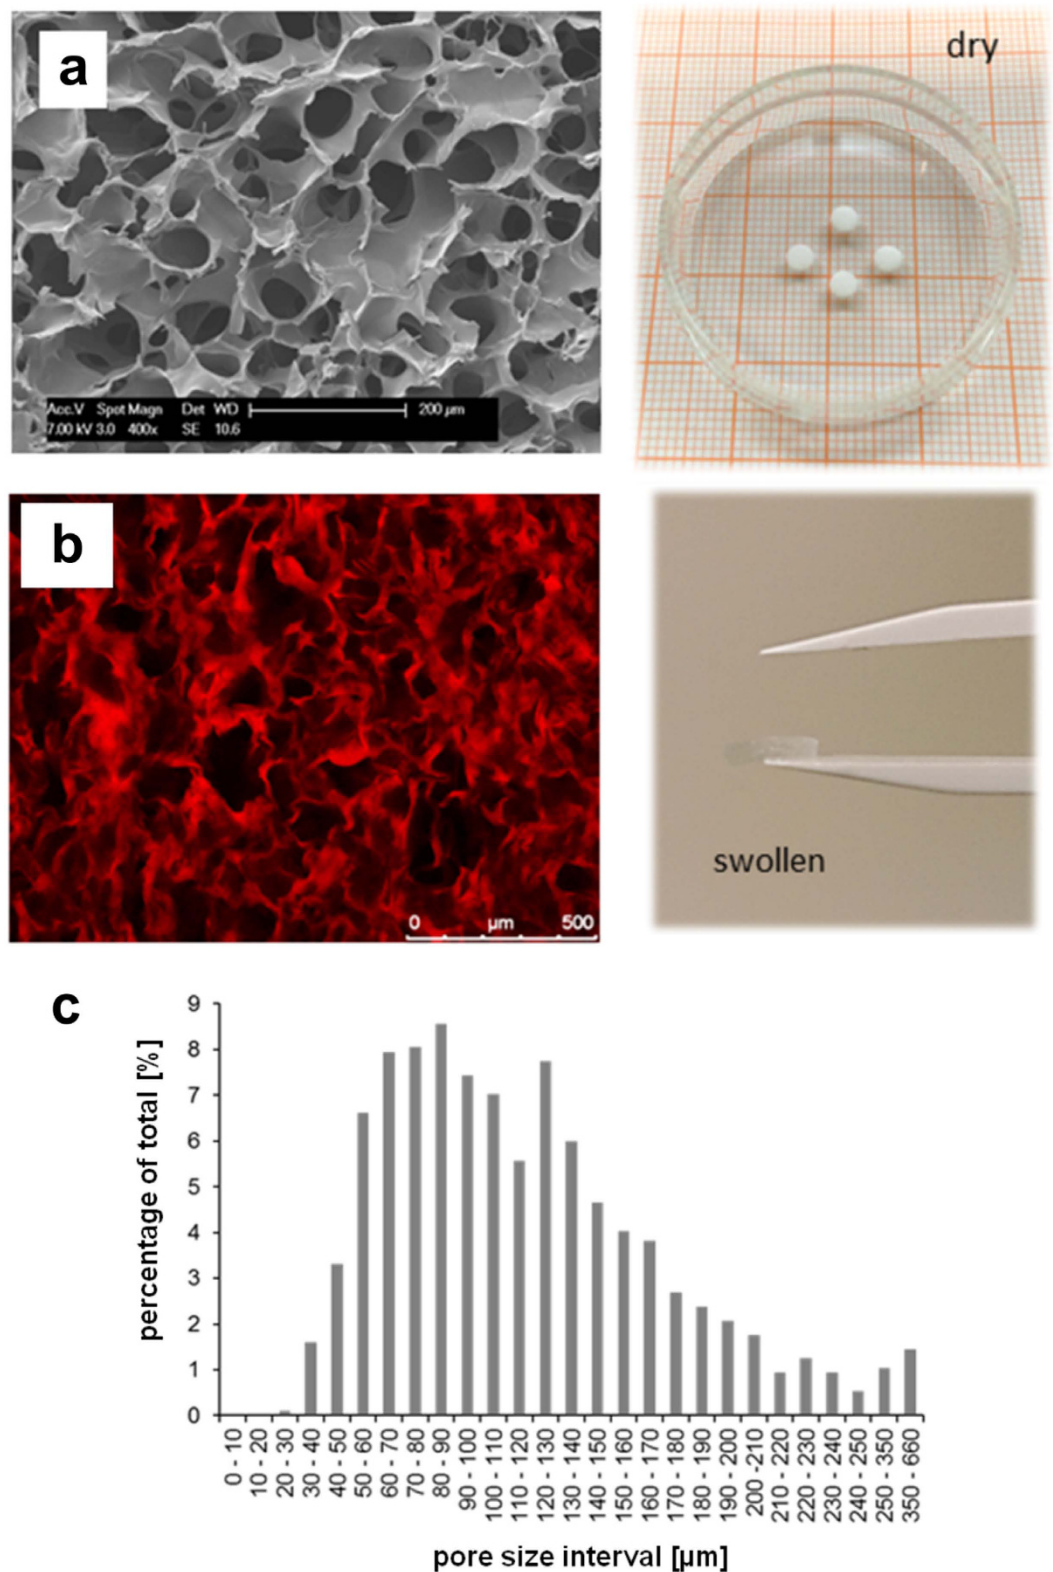 a
dry
Acc.V Spot Magn Det WD 200 µm
7.00 kV 3.0 400x SE 10.6
b
0 µm 500
swollen
c
percentage of total [%]
9
8
7
6
5
4
3
2
1
0
0 - 10
10 - 20
20 - 30
30 - 40
40 - 50
50 - 60
60 - 70
70 - 80
80 - 90
90 - 100
100 - 110
110 - 120
120 - 130
130 - 140
140 - 150
150 - 160
160 - 170
170 - 180
180 - 190
190 - 200
200 -210
210 - 220
220 - 230
230 - 240
240 - 250
250 - 350
350 - 660
pore size interval [µm]